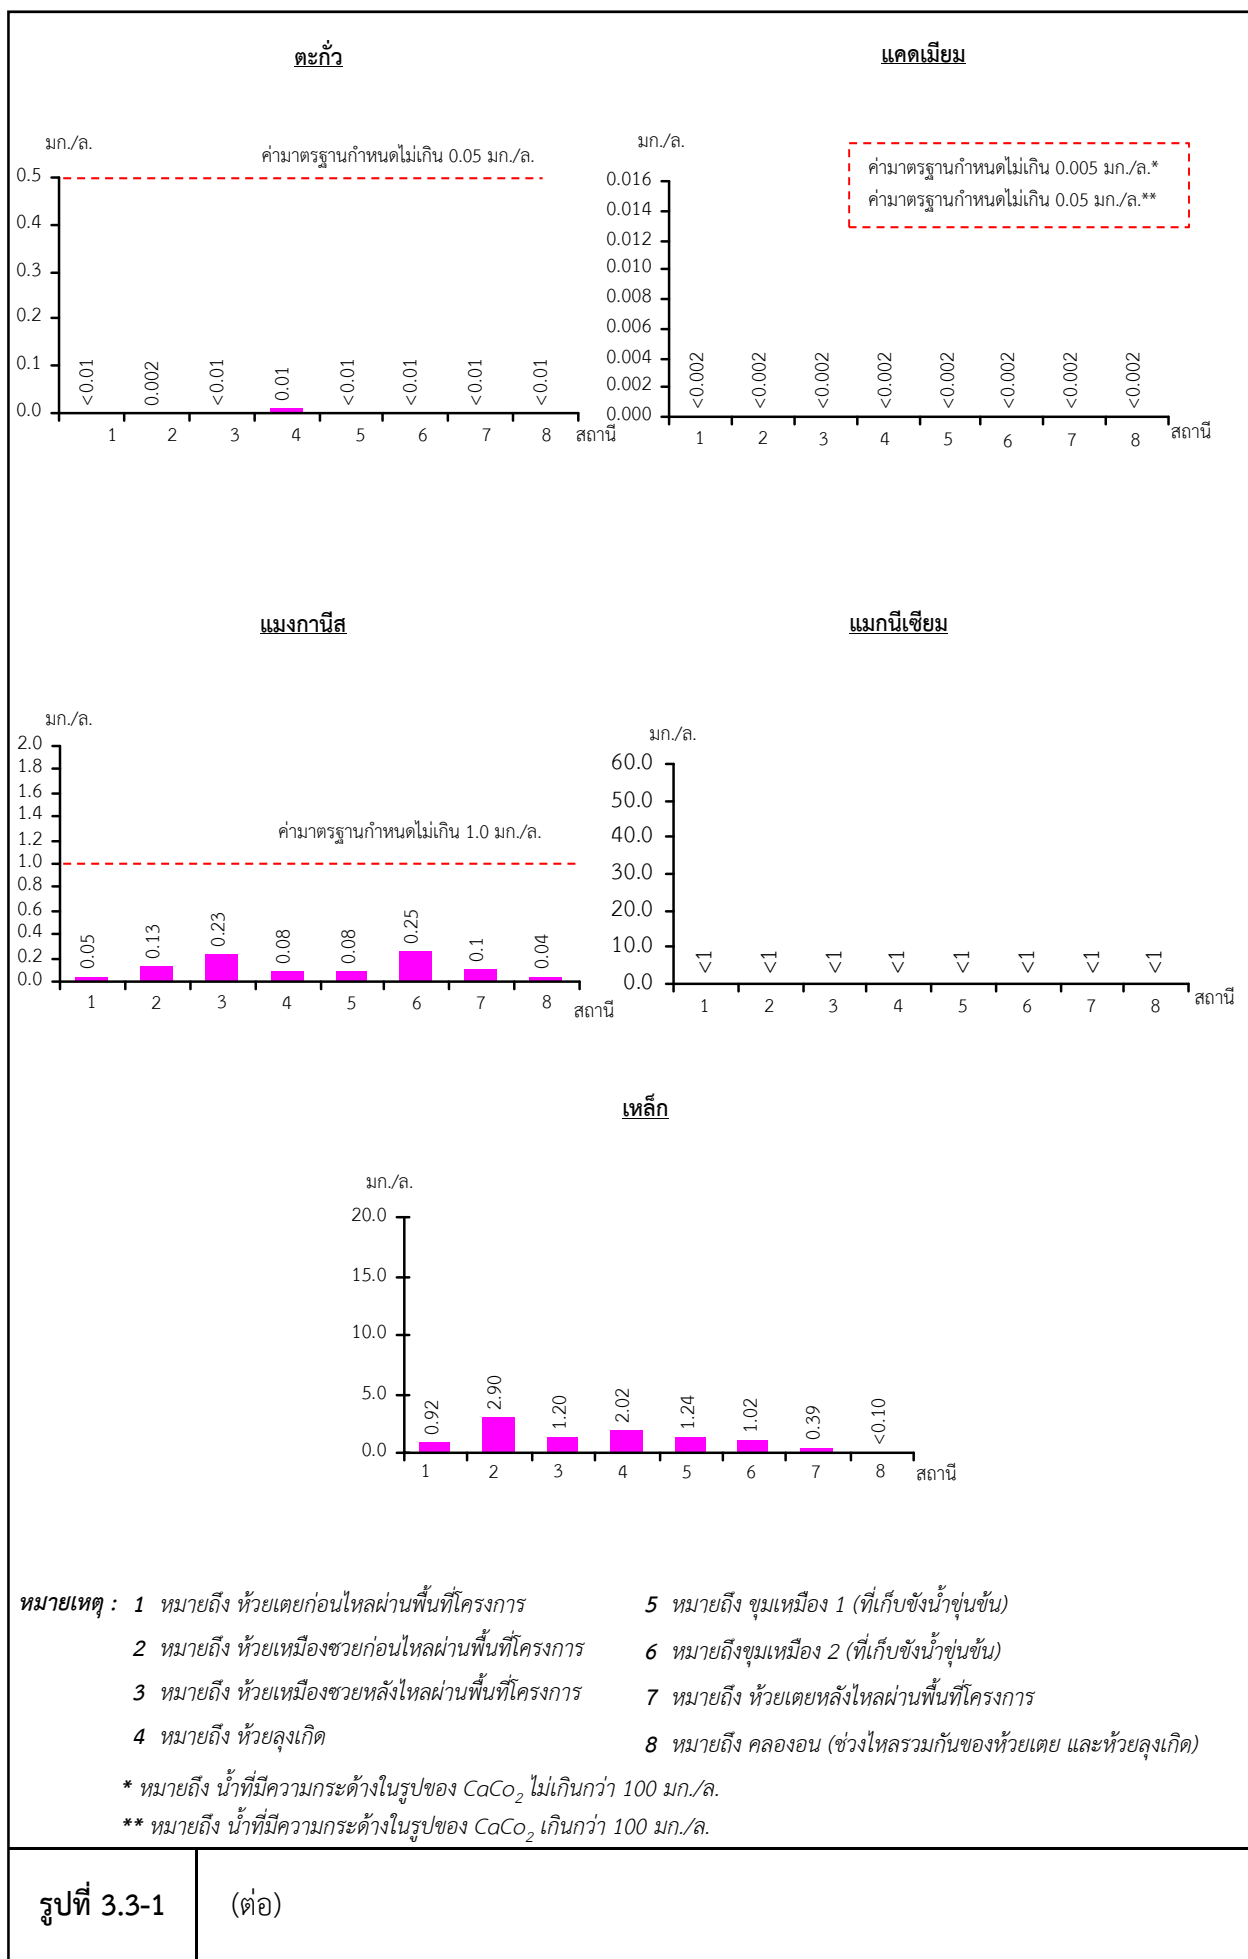 ตะกั่ว
มก./ล.
ค่ามาตรฐานกำหนดไม่เกิน 0.05 มก./ล.
0.5
0.4
0.3
0.2
0.1
0.0
<0.01 0.002 <0.01 0.01 <0.01 <0.01 <0.01 <0.01
1 2 3 4 5 6 7 8 สถานี
แคดเมียม
มก./ล.
ค่ามาตรฐานกำหนดไม่เกิน 0.005 มก./ล.*
ค่ามาตรฐานกำหนดไม่เกิน 0.05 มก./ล.**
0.016
0.014
0.012
0.010
0.008
0.006
0.004
0.002
0.000
<0.002 <0.002 <0.002 <0.002 <0.002 <0.002 <0.002 <0.002
1 2 3 4 5 6 7 8 สถานี
แมงกานีส
มก./ล.
2.0
1.8
1.6
1.4
1.2
1.0
0.8
0.6
0.4
0.2
0.0
ค่ามาตรฐานกำหนดไม่เกิน 1.0 มก./ล.
0.05 0.13 0.23 0.08 0.08 0.25 0.1 0.04
1 2 3 4 5 6 7 8 สถานี
แมกนีเซียม
มก./ล.
60.0
50.0
40.0
30.0
20.0
10.0
0.0
<1 <1 <1 <1 <1 <1 <1 <1
1 2 3 4 5 6 7 8 สถานี
เหล็ก
มก./ล.
20.0
15.0
10.0
5.0
0.0
0.92 2.90 1.20 2.02 1.24 1.02 0.39 <0.10
1 2 3 4 5 6 7 8 สถานี
หมายเหตุ : 1 หมายถึง ห้วยเตยก่อนไหลผ่านพื้นที่โครงการ
2 หมายถึง ห้วยเหมืองซวยก่อนไหลผ่านพื้นที่โครงการ
3 หมายถึง ห้วยเหมืองซวยหลังไหลผ่านพื้นที่โครงการ
4 หมายถึง ห้วยลุงเกิด
5 หมายถึง ขุมเหมือง 1 (ที่เก็บขังน้ำขุ่นข้น)
6 หมายถึงขุมเหมือง 2 (ที่เก็บขังน้ำขุ่นข้น)
7 หมายถึง ห้วยเตยหลังไหลผ่านพื้นที่โครงการ
8 หมายถึง คลองอน (ช่วงไหลรวมกันของห้วยเตย และห้วยลุงเกิด)
* หมายถึง น้ำที่มีความกระด้างในรูปของ CaCo2 ไม่เกินกว่า 100 มก./ล.
** หมายถึง น้ำที่มีความกระด้างในรูปของ CaCo2 เกินกว่า 100 มก./ล.
รูปที่ 3.3-1 (ต่อ)